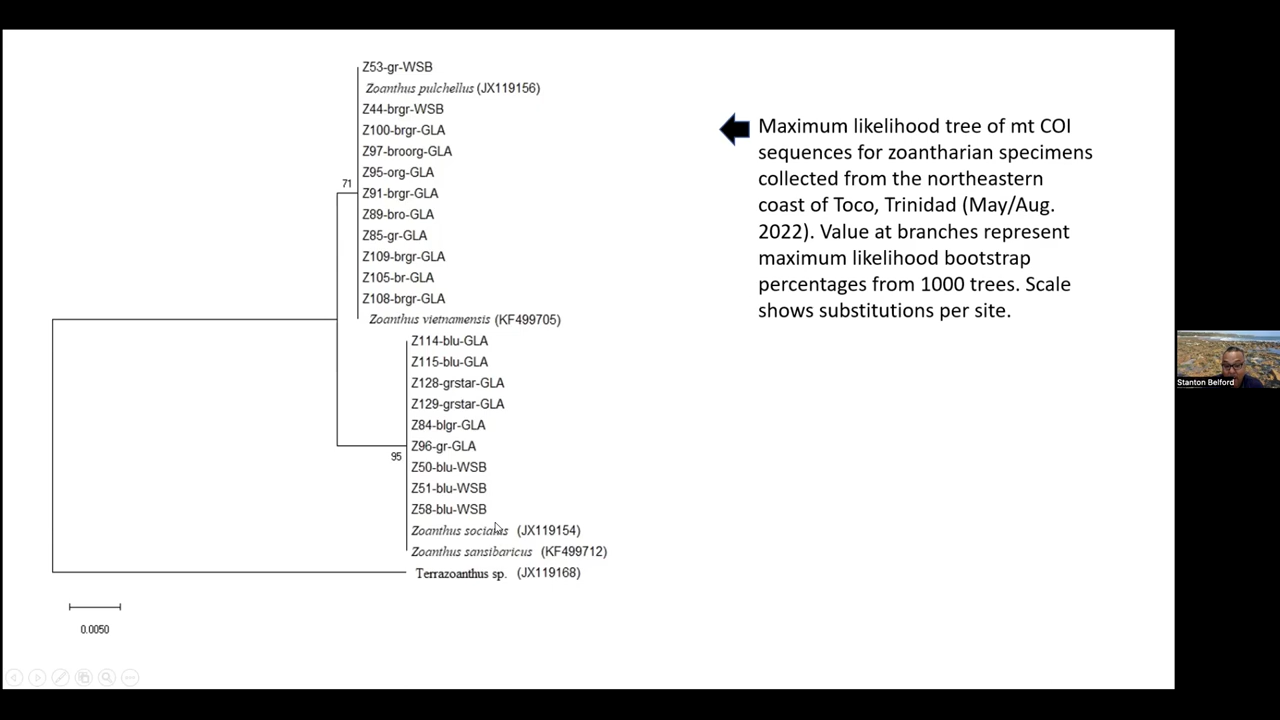 Z53-gr-WSB
Zoanthus pulchellus (JX119156)
Z44-brgr-WSB
Z100-brgr-GLA
Z97-broorg-GLA
Z95-org-GLA
71
Z91-brgr-GLA
Z89-bro-GLA
Z85-gr-GLA
Z109-brgr-GLA
Z105-br-GLA
Z108-brgr-GLA
Zoanthus vietnamensis (KF499705)
Z114-blu-GLA
Z115-blu-GLA
Z128-grstar-GLA
Z129-grstar-GLA
Z84-blgr-GLA
Z96-gr-GLA
95
Z50-blu-WSB
Z51-blu-WSB
Z58-blu-WSB
Zoanthus socialis (JX119154)
Zoanthus sansibaricus (KF499712)
Terrazoanthus sp. (JX119168)
0.0050
Maximum likelihood tree of mt COI
sequences for zoantharian specimens
collected from the northeastern
coast of Toco, Trinidad (May/Aug.
2022). Value at branches represent
maximum likelihood bootstrap
percentages from 1000 trees. Scale
shows substitutions per site.
Stanton Belford